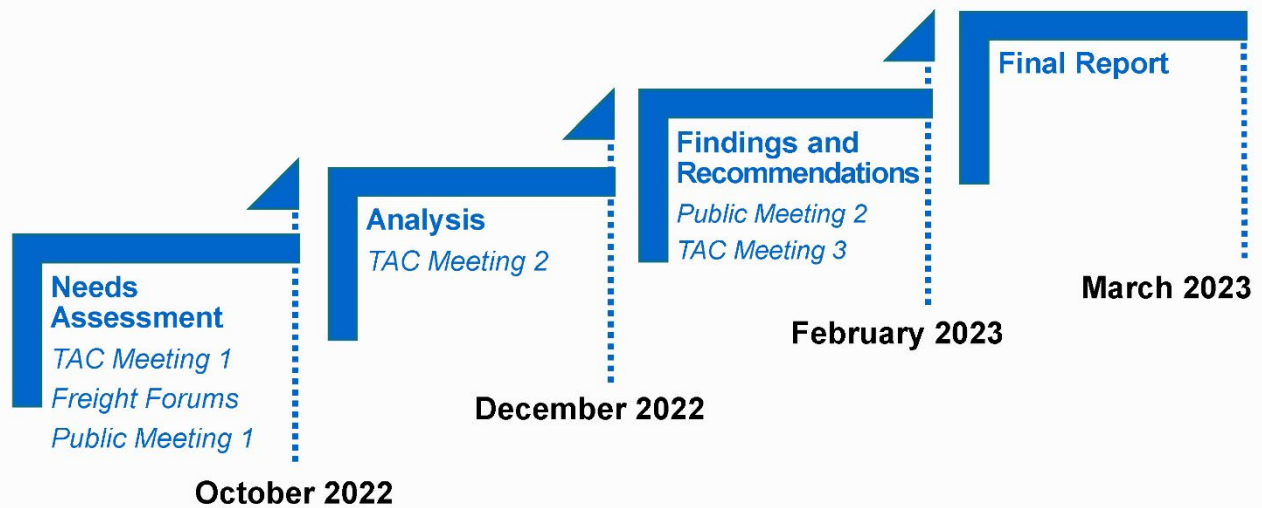 Needs
Assessment
TAC Meeting 1
Freight Forums
Public Meeting 1
October 2022
Analysis
TAC Meeting 2
December 2022
Findings and
Recommendations
Public Meeting 2
TAC Meeting 3
February 2023
Final Report
March 2023